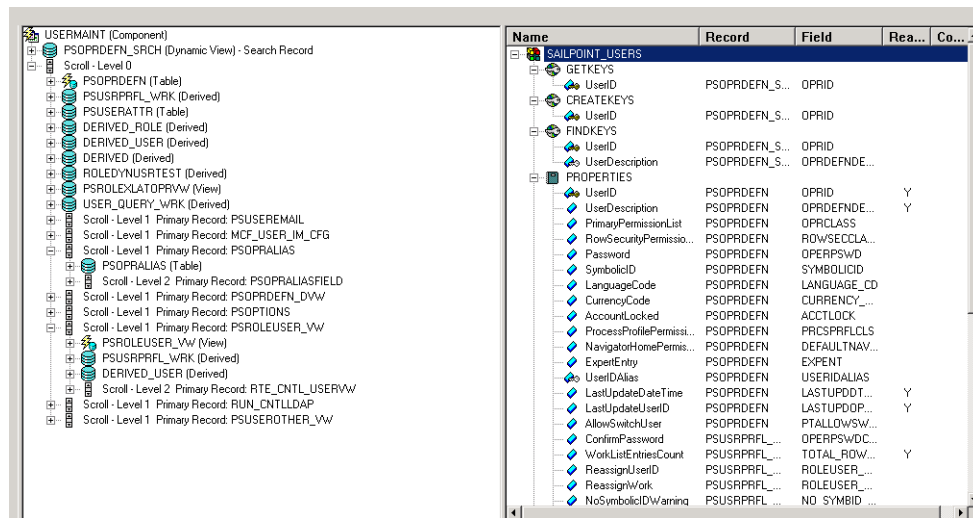 USERMAINT (Component)
PSOPRDEFN_SRCH (Dynamic View) - Search Record
Scroll - Level 0
PSOPRDEFN (Table)
PSUSRPRFL_WRK (Derived)
PSUSERATTR (Table)
DERIVED_ROLE (Derived)
DERIVED_USER (Derived)
DERIVED (Derived)
ROLEDYNUSRTEST (Derived)
PSROLEXLATOPRVW (View)
USER_QUERY_WRK (Derived)
Scroll - Level 1 Primary Record: PSUSEREMAIL
Scroll - Level 1 Primary Record: MCF_USER_IM_CFG
Scroll - Level 1 Primary Record: PSOPRALIAS
PSOPRALIAS (Table)
Scroll - Level 2 Primary Record: PSOPRALIASFIELD
Scroll - Level 1 Primary Record: PSOPRDEFN_DVW
Scroll - Level 1 Primary Record: PSOPTIONS
Scroll - Level 1 Primary Record: PSROLEUSER_VW
PSROLEUSER_VW (View)
PSUSRPRFL_WRK (Derived)
DERIVED_USER (Derived)
Scroll - Level 2 Primary Record: RTE_CNTL_USERVW
Scroll - Level 1 Primary Record: RUN_CNTLLDAP
Scroll - Level 1 Primary Record: PSUSEROTHER_VW
Name Record Field Rea... Co...
SAILPOINT_USERS
GETKEYS
UserID PSOPRDEFN_S... OPRID
CREATEKEYS
UserID PSOPRDEFN_S... OPRID
FINDKEYS
UserID PSOPRDEFN_S... OPRID
UserDescription PSOPRDEFN_S... OPRDEFNDE...
PROPERTIES
UserID PSOPRDEFN OPRID Y
UserDescription PSOPRDEFN OPRDEFNDE... Y
PrimaryPermissionList PSOPRDEFN OPRCLASS
RowSecurityPermissio... PSOPRDEFN ROWSECCLA...
Password PSOPRDEFN OPERPSWD
SymbolicID PSOPRDEFN SYMBOLICID
LanguageCode PSOPRDEFN LANGUAGE_CD
CurrencyCode PSOPRDEFN CURRENCY_...
AccountLocked PSOPRDEFN ACCTLOCK
ProcessProfilePermissi... PSOPRDEFN PRCSPRFLCLS
NavigatorHomePermis... PSOPRDEFN DEFAULTNAV...
ExpertEntry PSOPRDEFN EXPENT
UserIDAlias PSOPRDEFN USERIDALIAS
LastUpdateDateTime PSOPRDEFN LASTUPDDT... Y
LastUpdateUserID PSOPRDEFN LASTUPDOP... Y
AllowSwitchUser PSOPRDEFN PTALLOWSW...
ConfirmPassword PSUSRPRFL_... OPERPSWDC...
WorkListEntriesCount PSUSRPRFL_... TOTAL_ROW... Y
ReassignUserID PSUSRPRFL_... ROLEUSER_...
ReassignWork PSUSRPRFL_... ROLEUSER_...
NoSymbolicIDWarning PSUSRPRFL_... NO_SYMBID_...